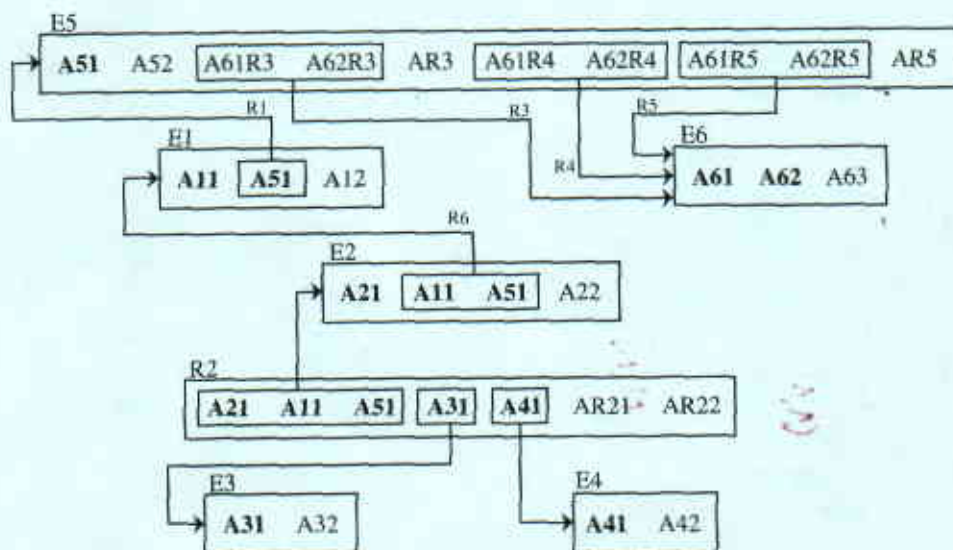 E5
A51 A52 A61R3 A62R3 AR3 A61R4 A62R4 A61R5 A62R5 AR5
R1 R3 R5
E1 E6
A11 A51 A12 R4 A61 A62 A63
R6
E2
A21 A11 A51 A22
R2
A21 A11 A51 A31 A41 AR21 AR22
E3 E4
A31 A32 A41 A42